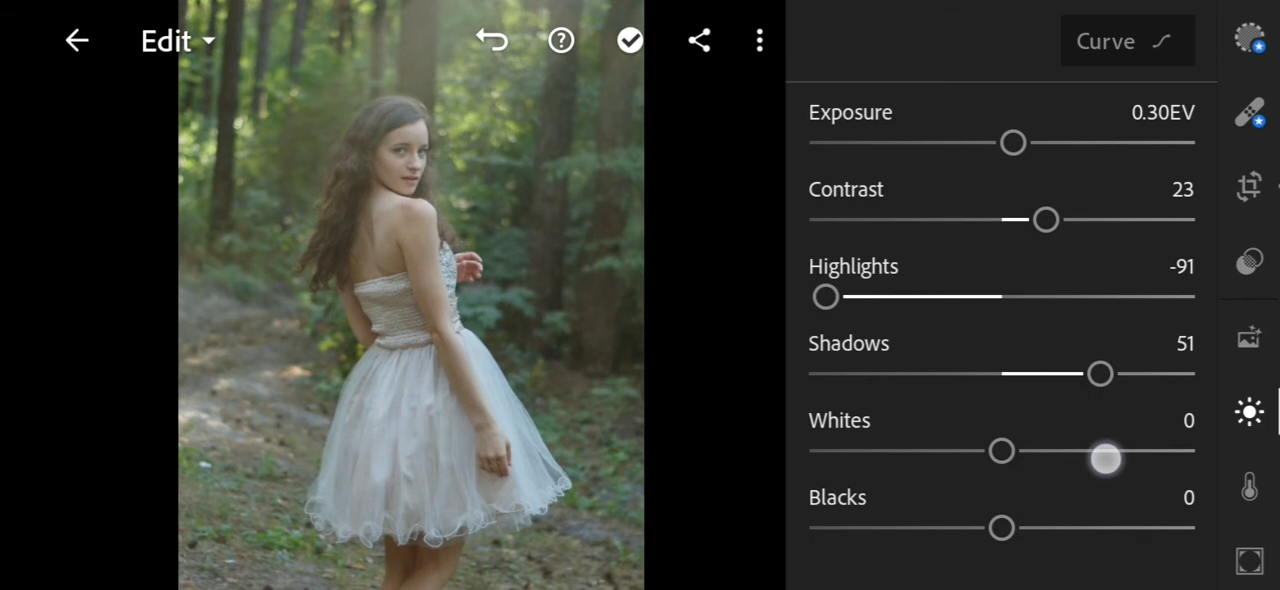 Edit
Curve
Exposure 0.30EV
Contrast 23
Highlights -91
Shadows 51
Whites 0
Blacks 0